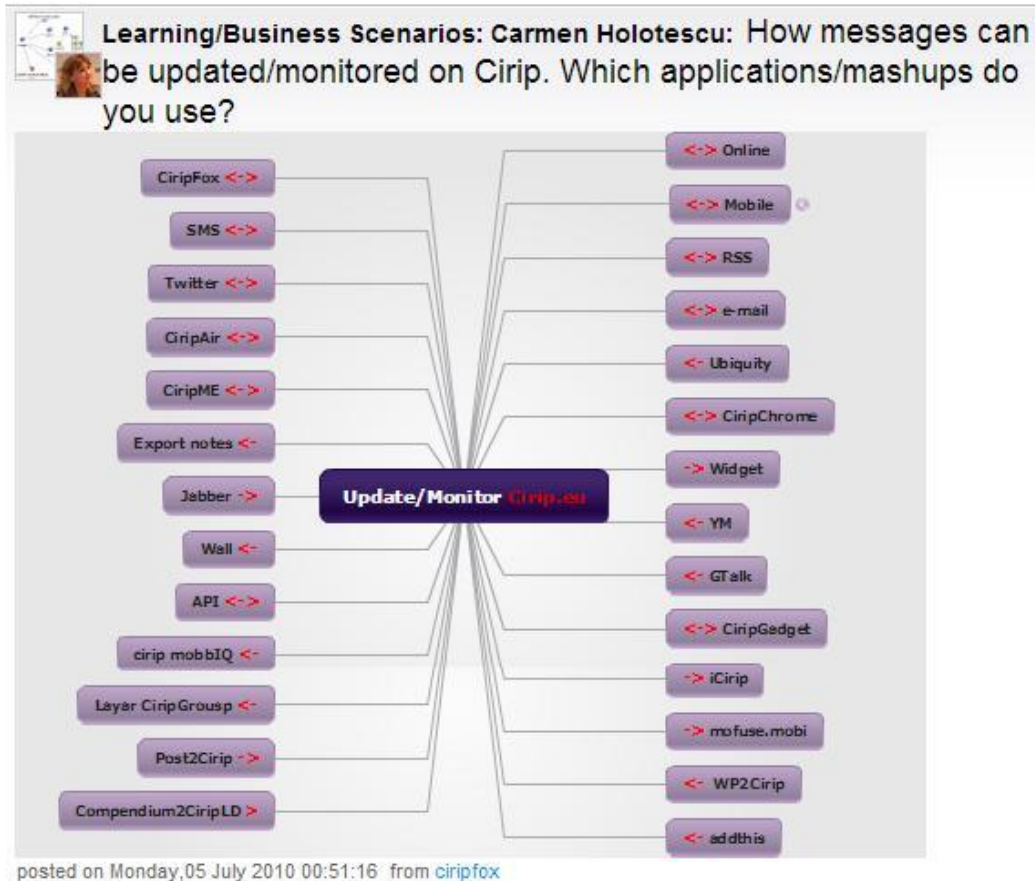 Learning/Business Scenarios: Carmen Holotescu: How messages can
be updated/monitored on Cirip. Which applications/mashups do
you use?
CiripFox <->
SMS <->
Twitter <->
CiripAir <->
CiripME <->
Export notes <-
Jabber ->
Wall <-
API <->
cirip mobbIQ <-
Layar CiripGrousp <-
Post2Cirip ->
Compendium2CiripLD >
Update/Monitor Cirip.eu
<-> Online
<-> Mobile
<-> RSS
<-> e-mail
<- Ubiquity
<-> CiripChrome
-> Widget
<- YM
<- GTalk
<-> CiripGadget
-> iCirip
-> mofuse.mobi
<- WP2Cirip
<- addthis
posted on Monday,05 July 2010 00:51:16 from ciripfox